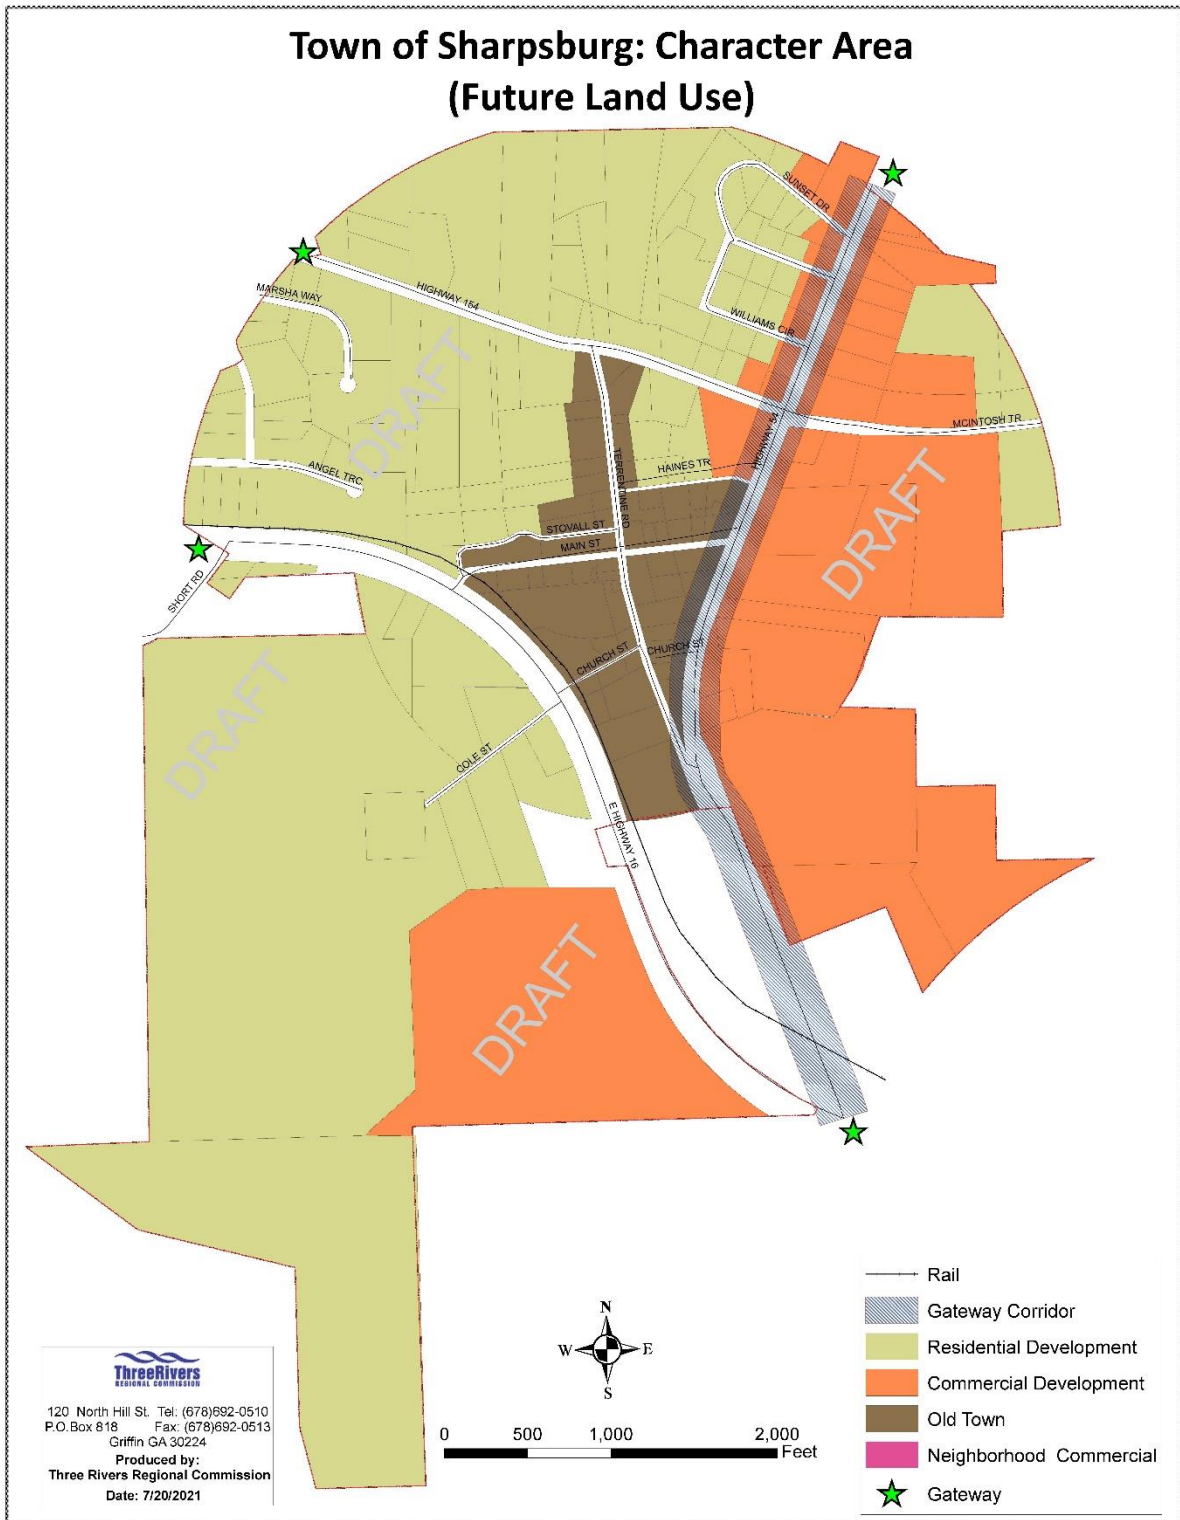 Town of Sharpsburg: Character Area
(Future Land Use)
SUNSET DR
HIGHWAY 154
MARSHA WAY
WILLIAMS CIR
DRAFT
MCINTOSH TR
HIGHWAY 54
TERRENTINE RD
HAINES TR
ANGEL TRC
DRAFT
STOVALL ST
MAIN ST
SHORT RD
CHURCH ST
CHURCH ST
DRAFT
COLE ST
E HIGHWAY 16
DRAFT
Rail
Gateway Corridor
Residential Development
Commercial Development
Old Town
Neighborhood Commercial
Gateway
N
W E
S
0 500 1,000 2,000
Feet
ThreeRivers
REGIONAL COMMISSION
120 North Hill St. Tel: (678)692-0510
P.O.Box 818 Fax: (678)692-0513
Griffin GA 30224
Produced by:
Three Rivers Regional Commission
Date: 7/20/2021